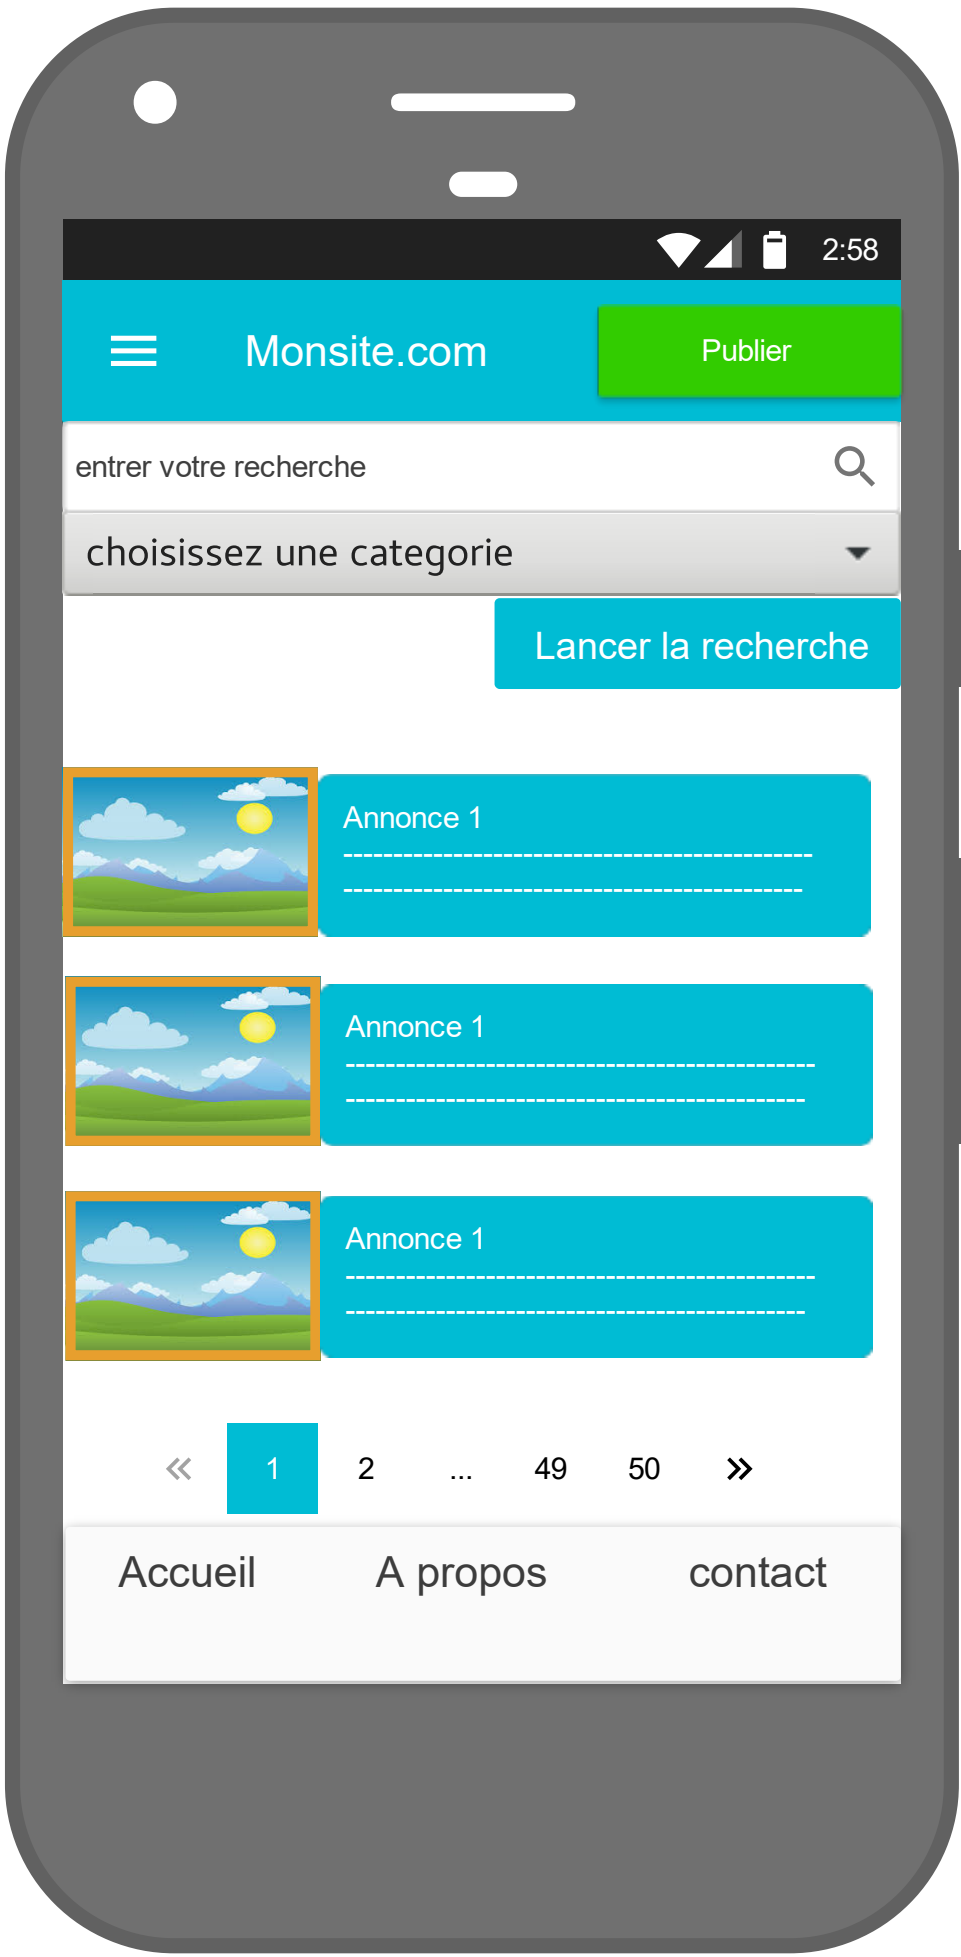 2:58
Monsite.com
Publier
entrer votre recherche
choisissez une categorie
Lancer la recherche
Annonce 1
-----------------------------------------------
----------------------------------------------
Annonce 1
-----------------------------------------------
----------------------------------------------
Annonce 1
-----------------------------------------------
----------------------------------------------
« 1 2 ... 49 50 »
Accueil A propos contact